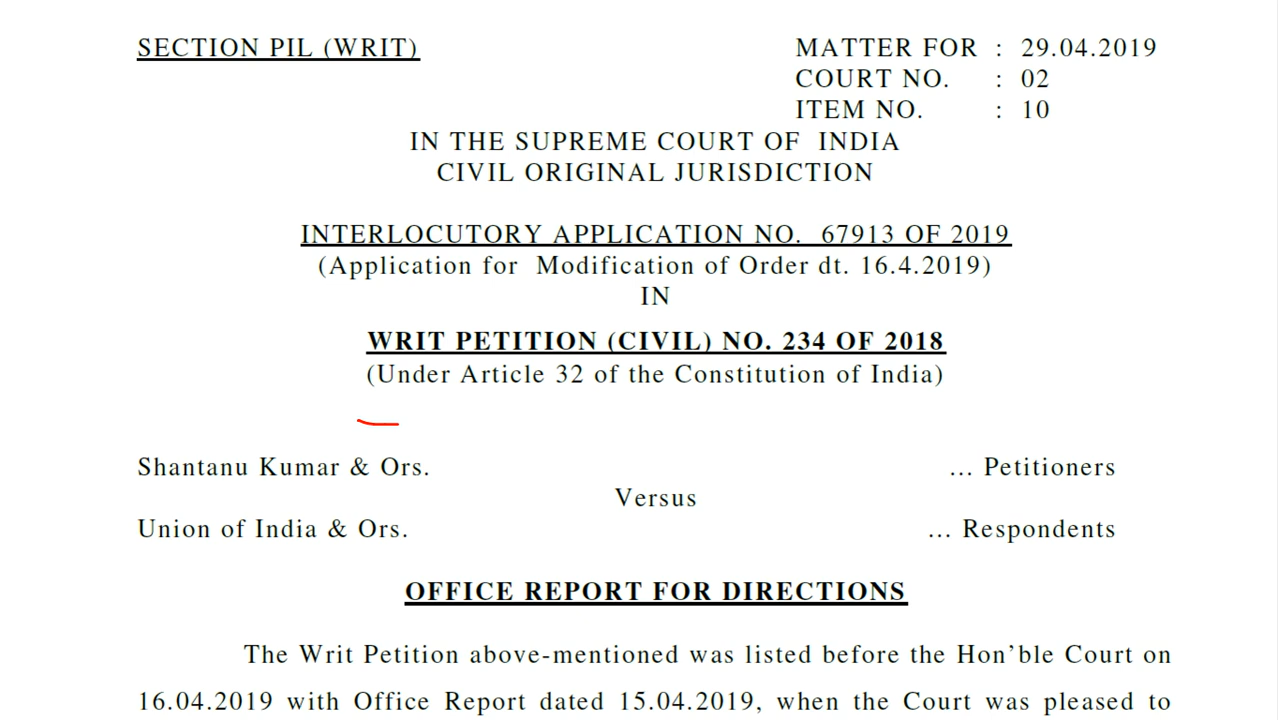 SECTION PIL (WRIT)
MATTER FOR : 29.04.2019
COURT NO. : 02
ITEM NO. : 10
IN THE SUPREME COURT OF INDIA
CIVIL ORIGINAL JURISDICTION
INTERLOCUTORY APPLICATION NO. 67913 OF 2019
(Application for Modification of Order dt. 16.4.2019)
IN
WRIT PETITION (CIVIL) NO. 234 OF 2018
(Under Article 32 of the Constitution of India)
Shantanu Kumar & Ors. ... Petitioners
Versus
Union of India & Ors. ... Respondents
OFFICE REPORT FOR DIRECTIONS
The Writ Petition above-mentioned was listed before the Hon’ble Court on
16.04.2019 with Office Report dated 15.04.2019, when the Court was pleased to